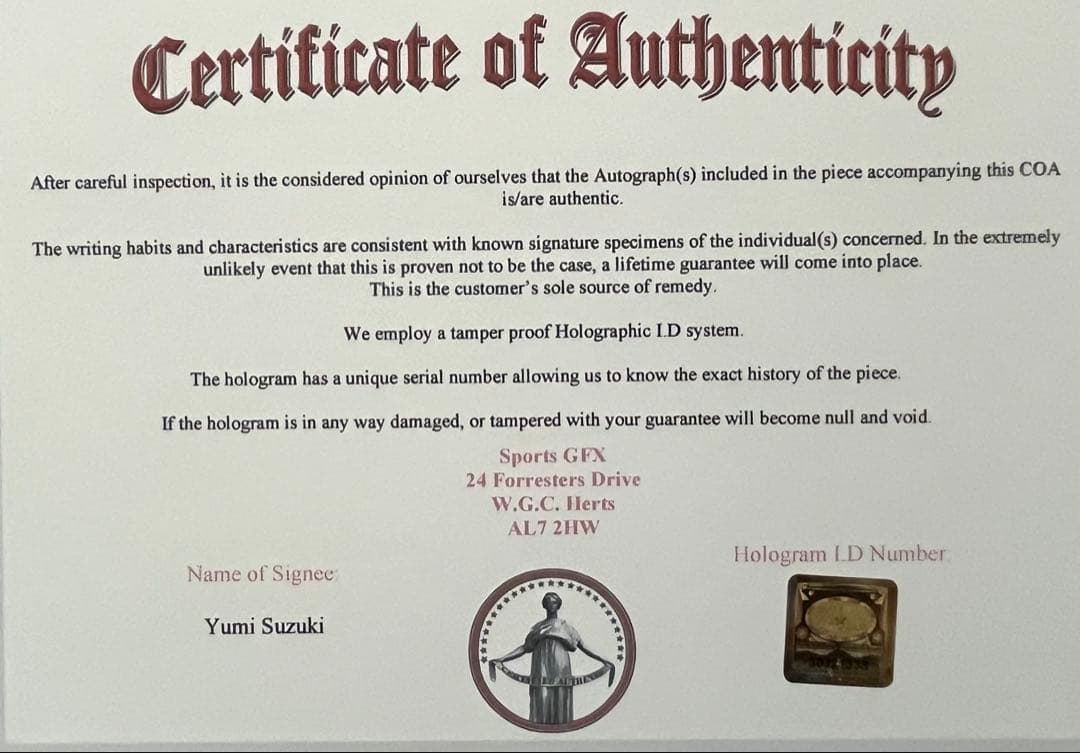 Certificate of Authenticity
After careful inspection, it is the considered opinion of ourselves that the Autograph(s) included in the piece accompanying this COA
is/are authentic.
The writing habits and characteristics are consistent with known signature specimens of the individual(s) concerned. In the extremely
unlikely event that this is proven not to be the case, a lifetime guarantee will come into place.
This is the customer's sole source of remedy.
We employ a tamper proof Holographic I.D system.
The hologram has a unique serial number allowing us to know the exact history of the piece.
If the hologram is in any way damaged, or tampered with your guarantee will become null and void.
Sports GFX
24 Forresters Drive
W.G.C. Herts
AL7 2HW
Hologram I.D Number
Name of Signee:
Yumi Suzuki